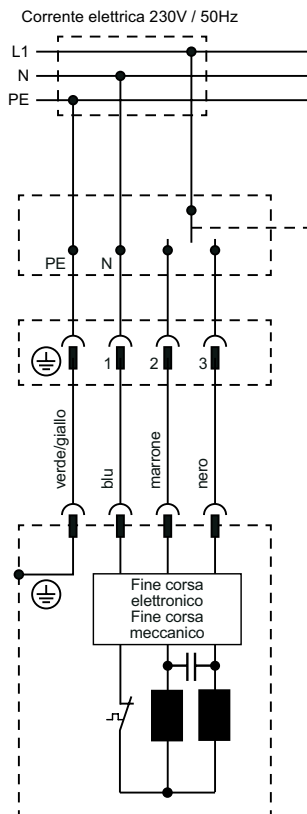 Corrente elettrica 230V / 50Hz
L1
N
PE
PE N
1 2 3
verde/giallo
blu
marrone
nero
Fine corsa
elettronico
Fine corsa
meccanico